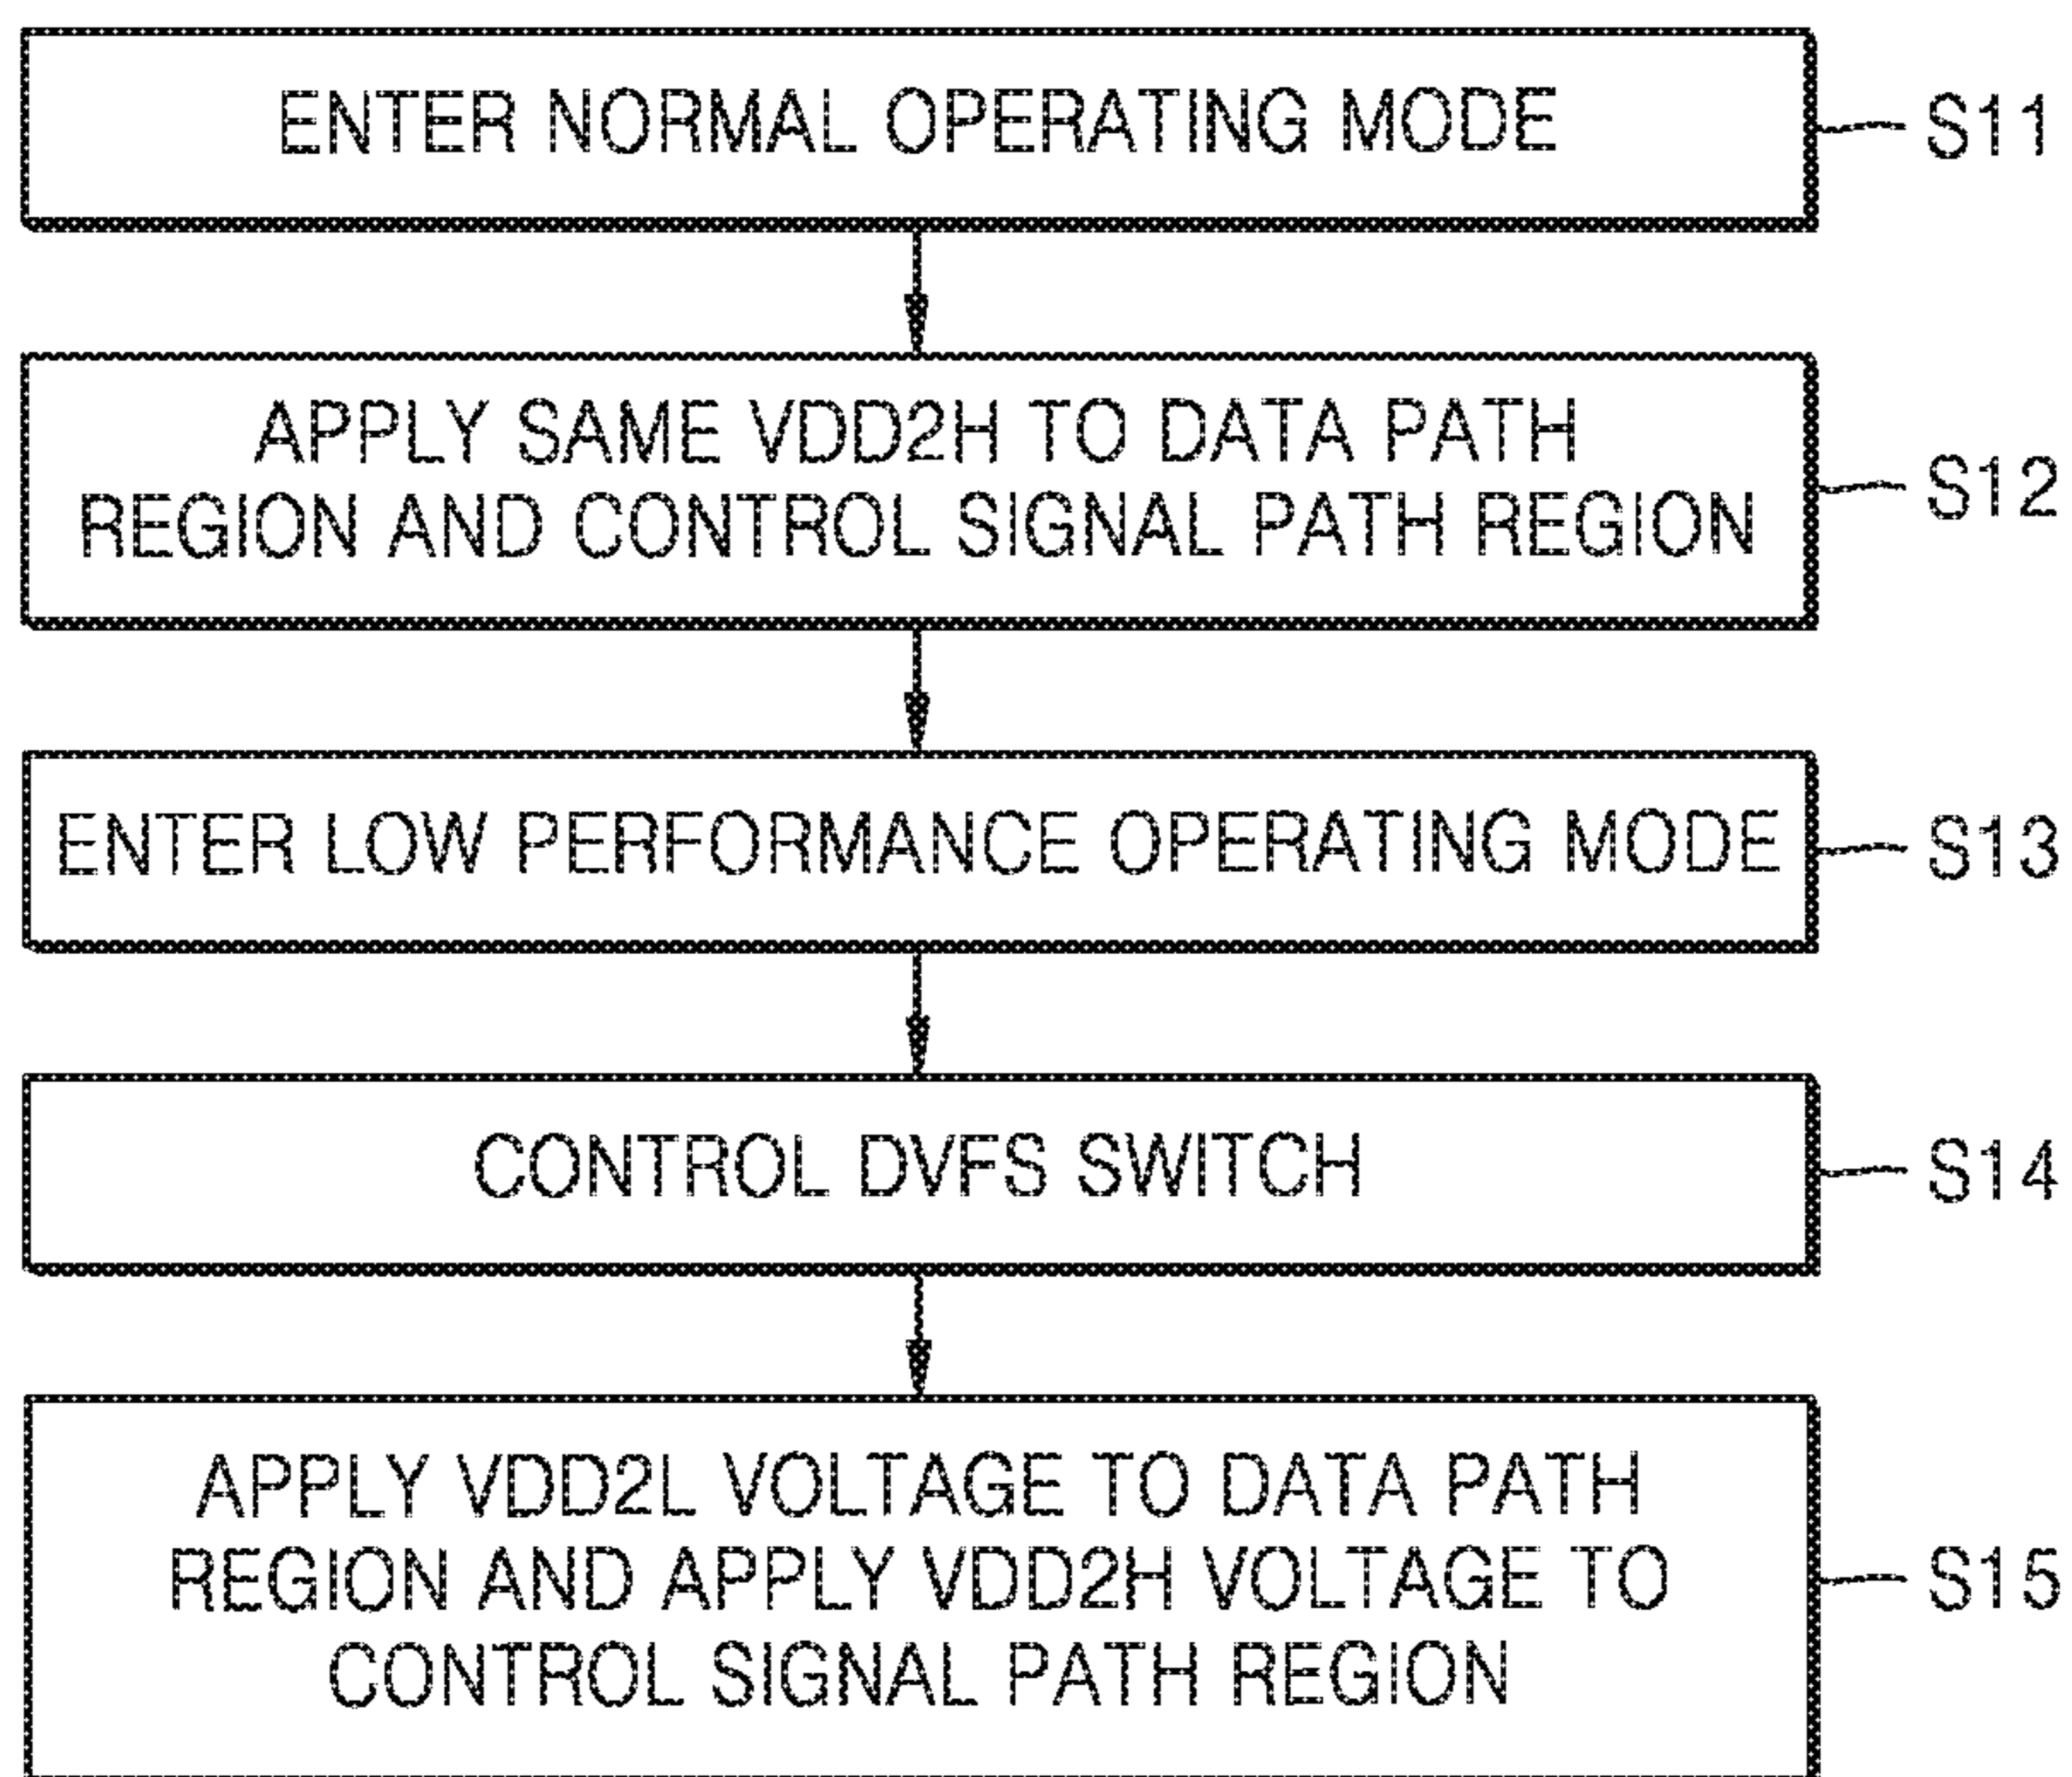 ENTER NORMAL OPERATING MODE
S11
APPLY SAME VDD2H TO DATA PATH
REGION AND CONTROL SIGNAL PATH REGION
S12
ENTER LOW PERFORMANCE OPERATING MODE
S13
CONTROL DVFS SWITCH
S14
APPLY VDD2L VOLTAGE TO DATA PATH
REGION AND APPLY VDD2H VOLTAGE TO
CONTROL SIGNAL PATH REGION
S15